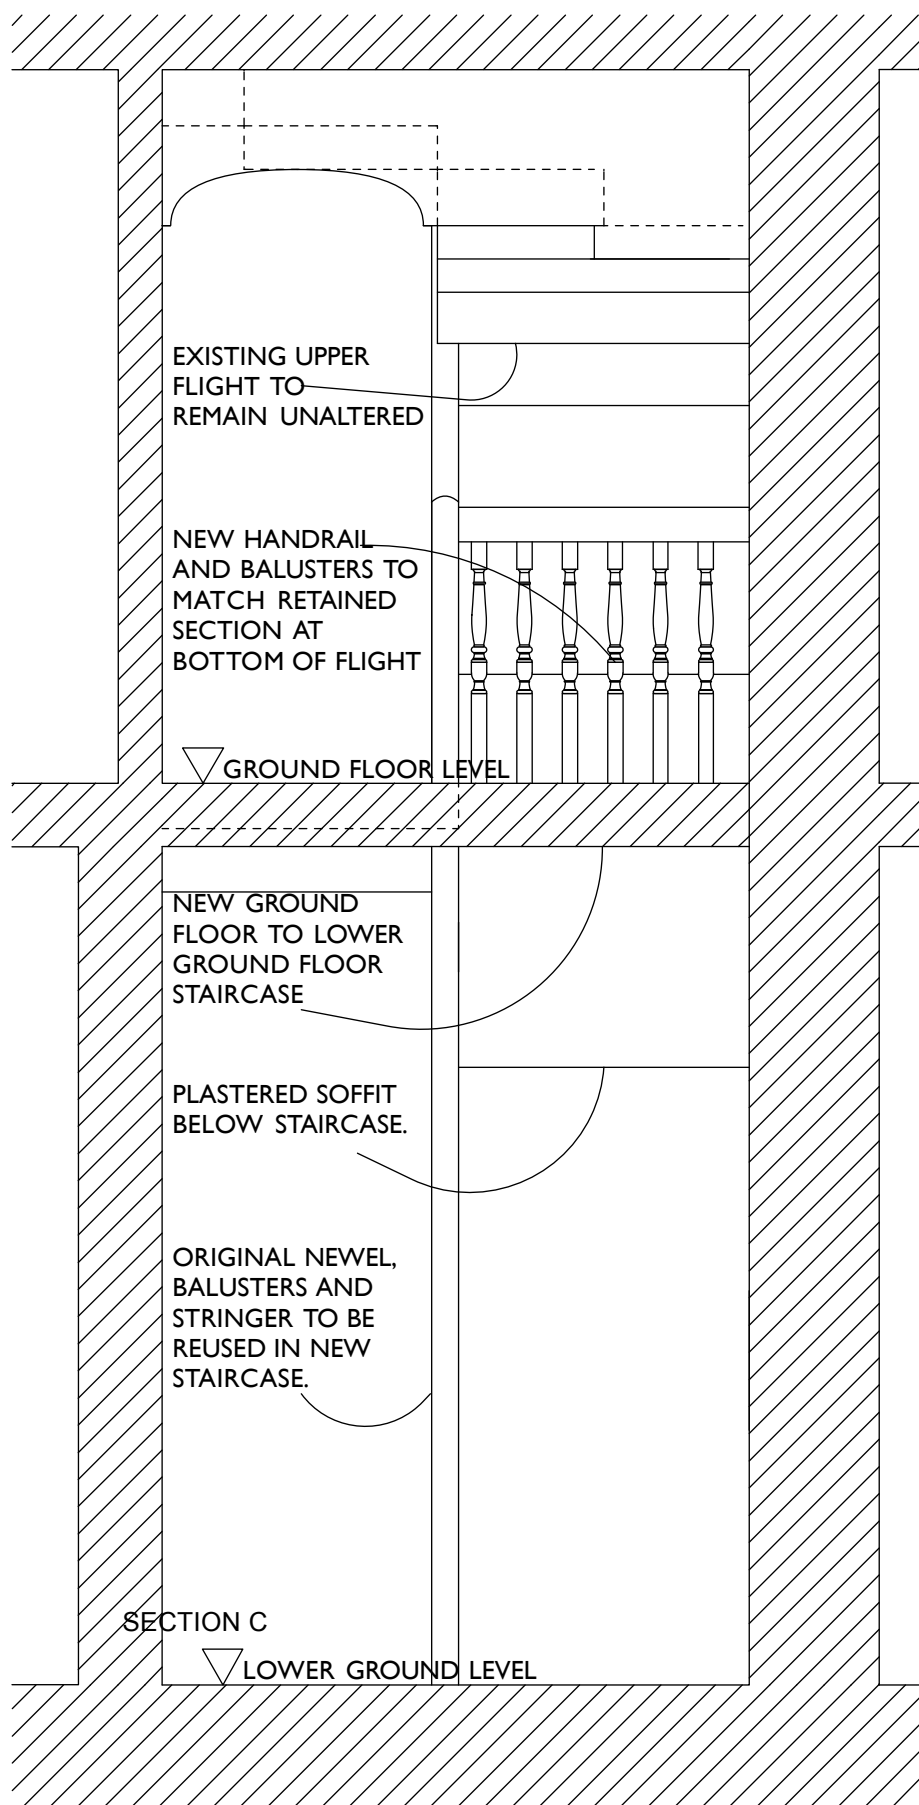 EXISTING UPPER
FLIGHT TO
REMAIN UNALTERED
NEW HANDRAIL
AND BALUSTERS TO
MATCH RETAINED
SECTION AT
BOTTOM OF FLIGHT
GROUND FLOOR LEVEL
NEW GROUND
FLOOR TO LOWER
GROUND FLOOR
STAIRCASE
PLASTERED SOFFIT
BELOW STAIRCASE.
ORIGINAL NEWEL,
BALUSTERS AND
STRINGER TO BE
REUSED IN NEW
STAIRCASE.
SECTION C
LOWER GROUND LEVEL